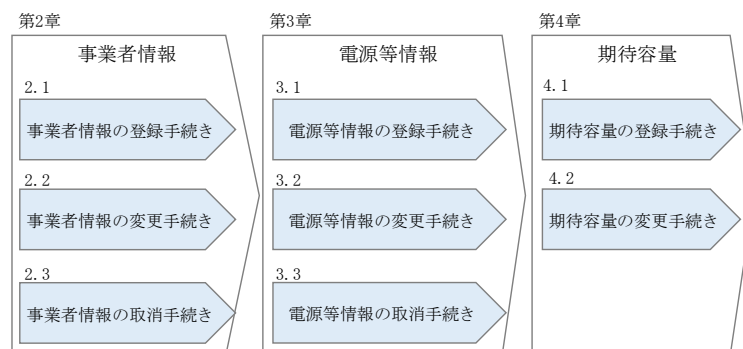 第2章
事業者情報
2.1
事業者情報の登録手続き
2.2
事業者情報の変更手続き
2.3
事業者情報の取消手続き
第3章
電源等情報
3.1
電源等情報の登録手続き
3.2
電源等情報の変更手続き
3.3
電源等情報の取消手続き
第4章
期待容量
4.1
期待容量の登録手続き
4.2
期待容量の変更手続き